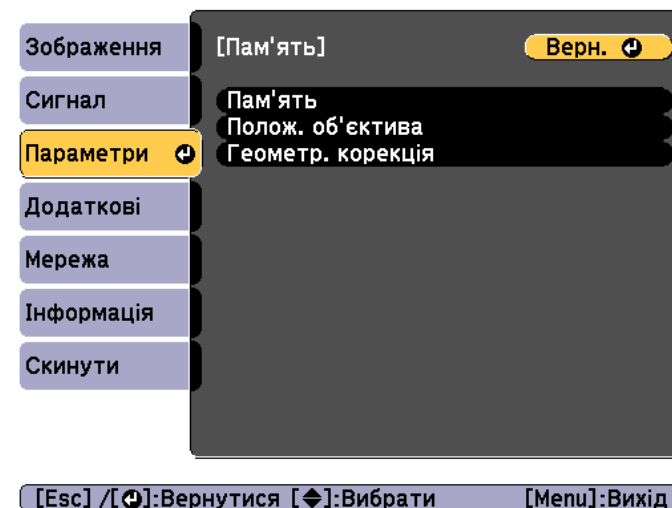 Зображення
Сигнал
Параметри
Додаткові
Мережа
Інформація
Скинути
[Пам'ять]
Верн.
Пам'ять
Полож. об'єктива
Геометр. корекція
[Esc] /[]:Вернутися []:Вибрати [Menu]:Вихід